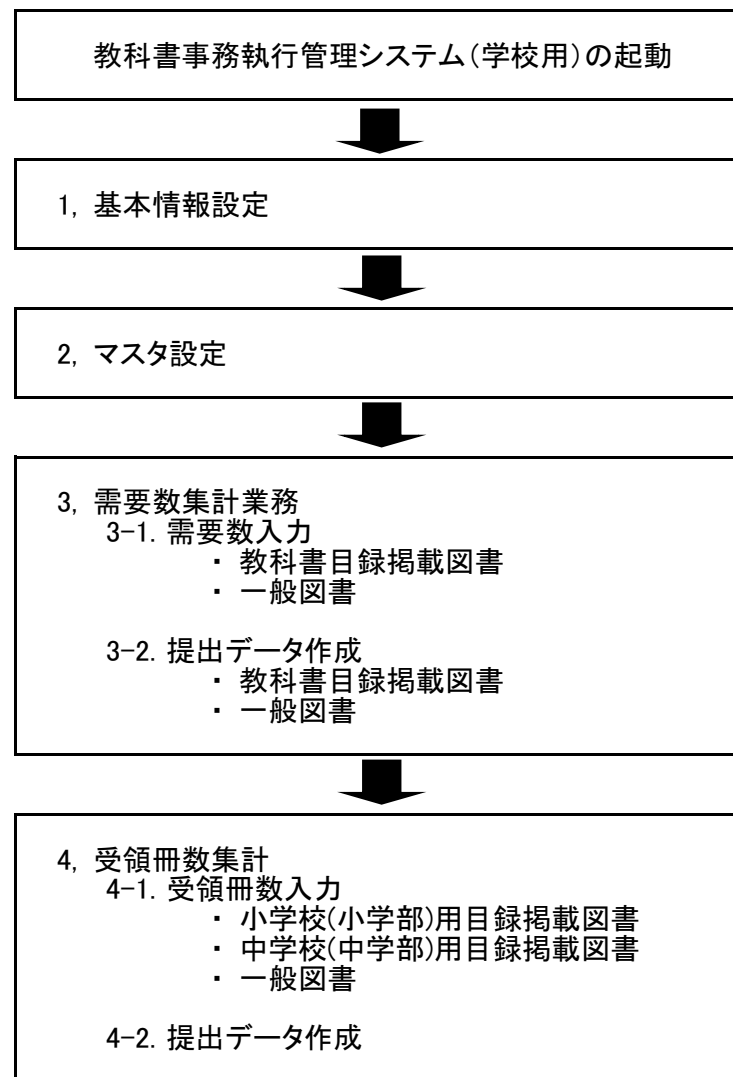 教科書事務執行管理システム（学校用）の起動
1, 基本情報設定
2, マスタ設定
3, 需要数集計業務
3-1. 需要数入力
・ 教科書目録掲載図書
・ 一般図書
3-2. 提出データ作成
・ 教科書目録掲載図書
・ 一般図書
4, 受領冊数集計
4-1. 受領冊数入力
・ 小学校(小学部)用目録掲載図書
・ 中学校(中学部)用目録掲載図書
・ 一般図書
4-2. 提出データ作成